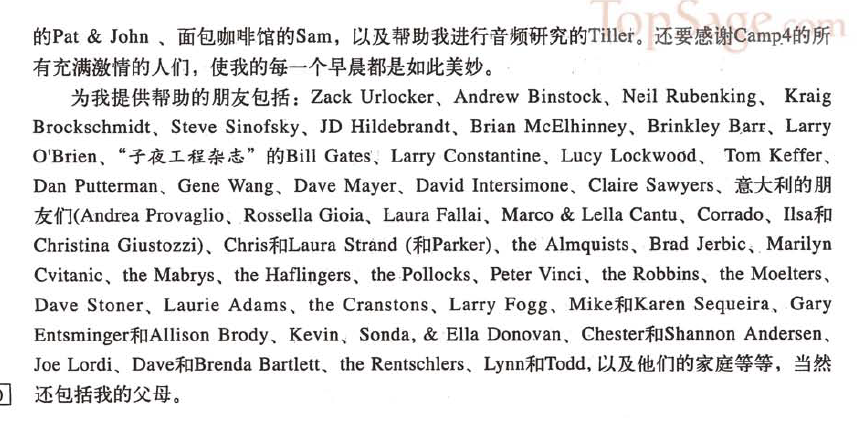 TopSage.com
的Pat & John 、面包咖啡馆的Sam，以及帮助我进行音频研究的Tiller。还要感谢Camp4的所
有充满激情的人们，使我的每一个早晨都是如此美妙。
为我提供帮助的朋友包括：Zack Urlocker、Andrew Binstock、Neil Rubenking、 Kraig
Brockschmidt、Steve Sinofsky、JD Hildebrandt、Brian McElhinney、Brinkley Barr、Larry
O'Brien、“子夜工程杂志”的Bill Gates、Larry Constantine、Lucy Lockwood、 Tom Keffer、
Dan Putterman、Gene Wang、Dave Mayer、David Intersimone、Claire Sawyers、意大利的朋
友们(Andrea Provaglio、Rossella Gioia、Laura Fallai、Marco & Lella Cantu、Corrado、Ilsa和
Christina Giustozzi)、Chris和Laura Strand (和Parker)、the Almquists、Brad Jerbic、Marilyn
Cvitanic、the Mabrys、the Haflingers、the Pollocks、Peter Vinci、the Robbins、the Moelters、
Dave Stoner、Laurie Adams、the Cranstons、Larry Fogg、Mike和Karen Sequeira、Gary
Entsminger和Allison Brody、Kevin、Sonda, & Ella Donovan、Chester和Shannon Andersen、
Joe Lordi、Dave和Brenda Bartlett、the Rentschlers、Lynn和Todd, 以及他们的家庭等等，当然
还包括我的父母。